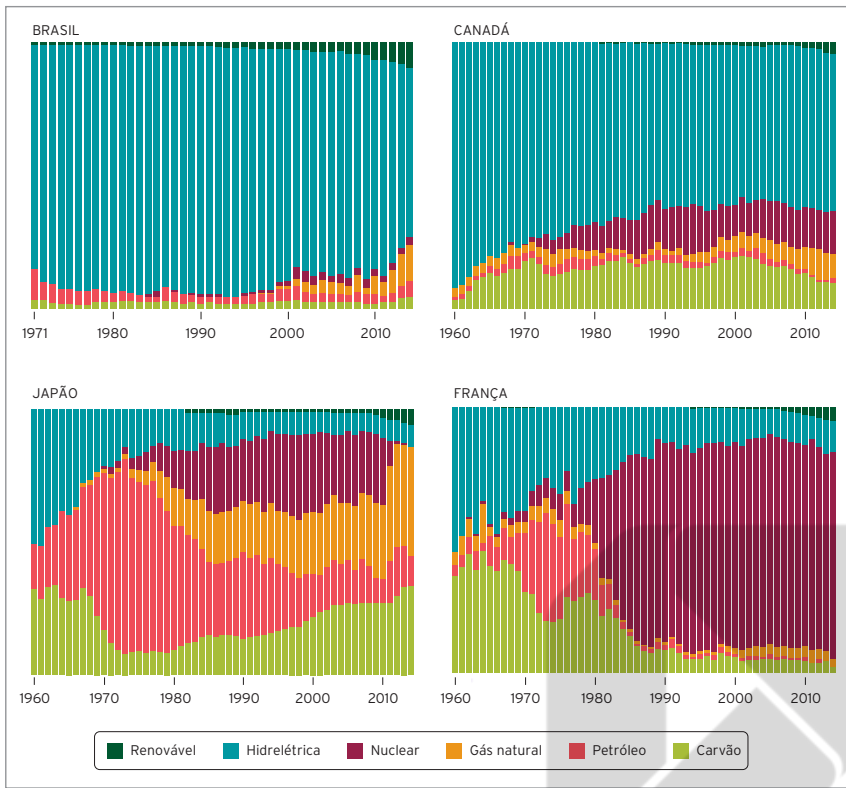 BRASIL
CANADÁ
1971 1980 1990 2000 2010
1960 1970 1980 1990 2000 2010
JAPÃO
FRANÇA
1960 1970 1980 1990 2000 2010
1960 1970 1980 1990 2000 2010
Renovável Hidrelétrica Nuclear Gás natural Petróleo Carvão